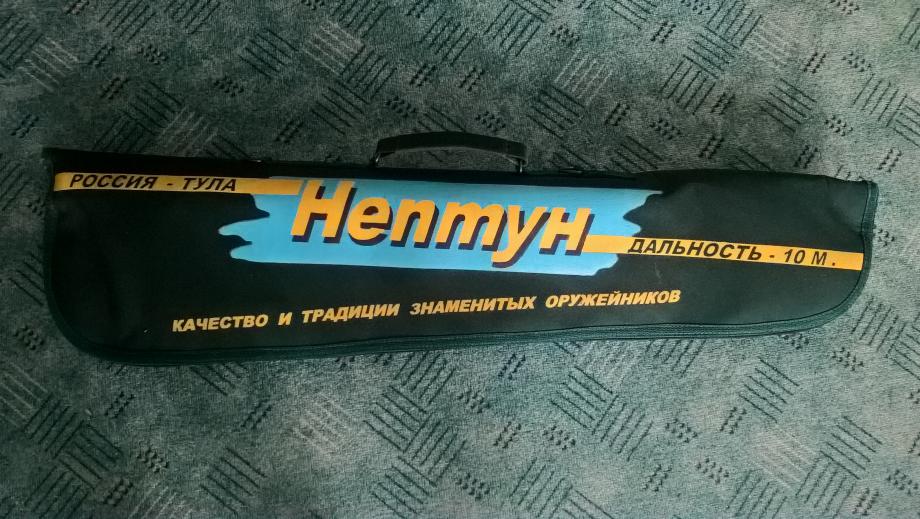 РОССИЯ - ТУЛА
Нептун
ДАЛЬНОСТЬ - 10 М.
КАЧЕСТВО И ТРАДИЦИИ ЗНАМЕНИТЫХ ОРУЖЕЙНИКОВ